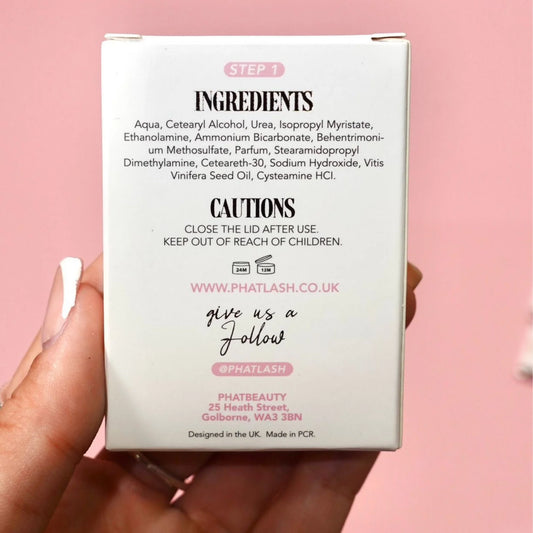 STEP 1
INGREDIENTS
Aqua, Cetearyl Alcohol, Urea, Isopropyl Myristate,
Ethanolamine, Ammonium Bicarbonate, Behentrimoni-
um Methosulfate, Parfum, Stearamidopropyl
Dimethylamine, Ceteareth-30, Sodium Hydroxide, Vitis
Vinifera Seed Oil, Cysteamine HCl.
CAUTIONS
CLOSE THE LID AFTER USE.
KEEP OUT OF REACH OF CHILDREN.
24M 12M
WWW.PHATLASH.CO.UK
give us a
Follow
@PHATLASH
PHATBEAUTY
25 Heath Street,
Golborne, WA3 3BN
Designed in the UK. Made in PCR.